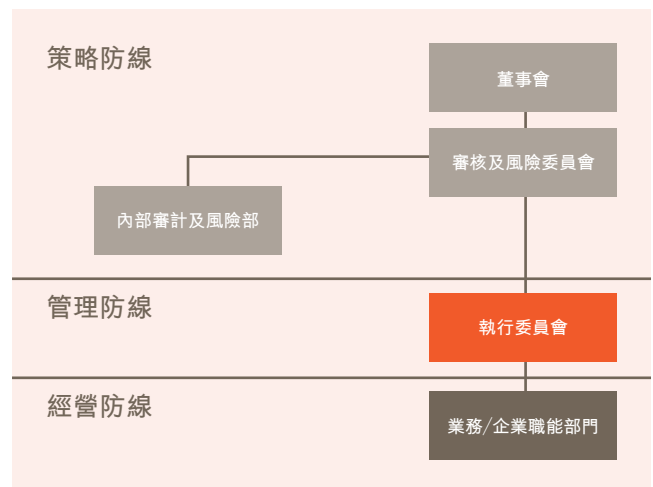 策略防線
董事會
審核及風險委員會
內部審計及風險部
管理防線
執行委員會
經營防線
業務/企業職能部門